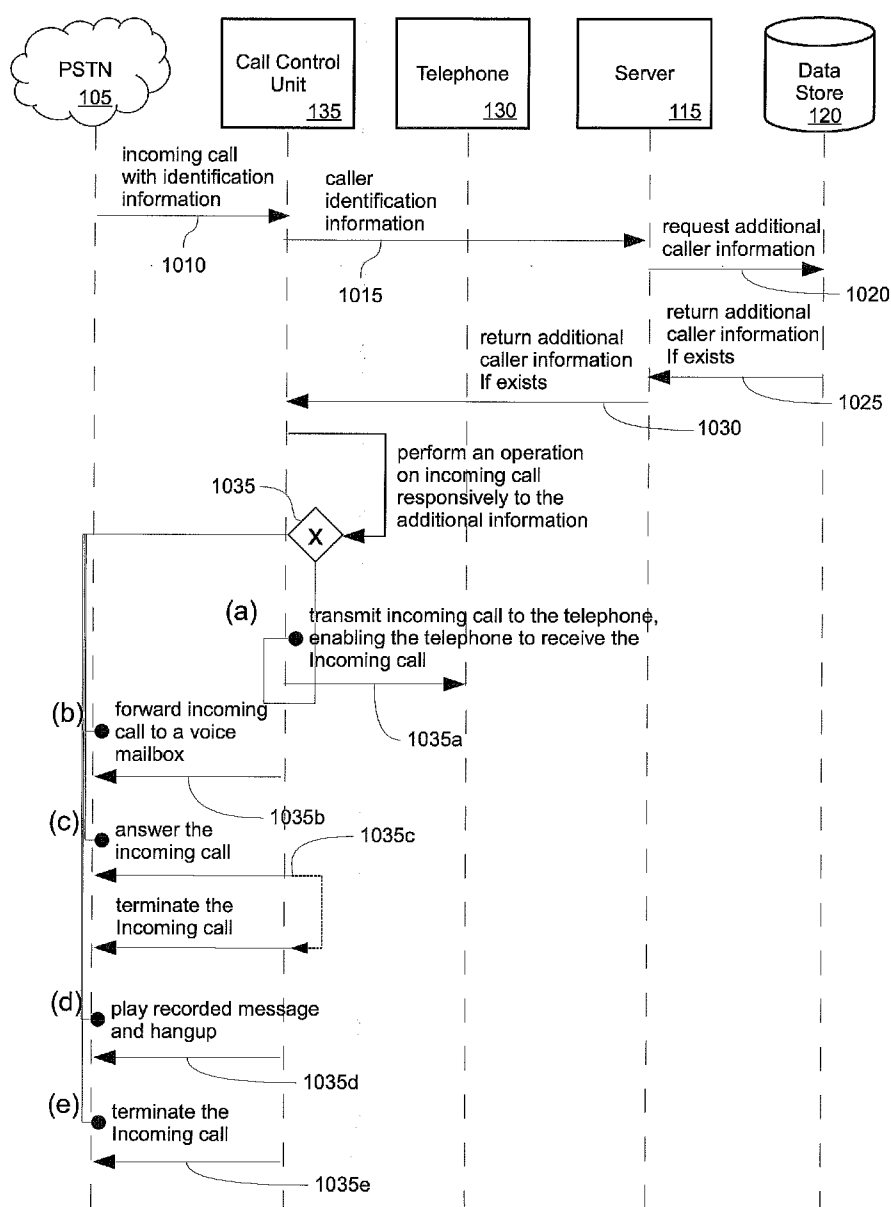 PSTN
105
Call Control
Unit
135
Telephone
130
Server
115
Data
Store
120
incoming call
with identification
information
1010
caller
identification
information
1015
request additional
caller information
1020
return additional
caller information
If exists
1025
return additional
caller information
If exists
1030
perform an operation
on incoming call
responsively to the
additional information
1035
X
(a)
transmit incoming call to the telephone,
enabling the telephone to receive the
Incoming call
1035a
(b)
forward incoming
call to a voice
mailbox
1035b
(c)
answer the
incoming call
1035c
terminate the
Incoming call
(d)
play recorded message
and hangup
1035d
(e)
terminate the
Incoming call
1035e